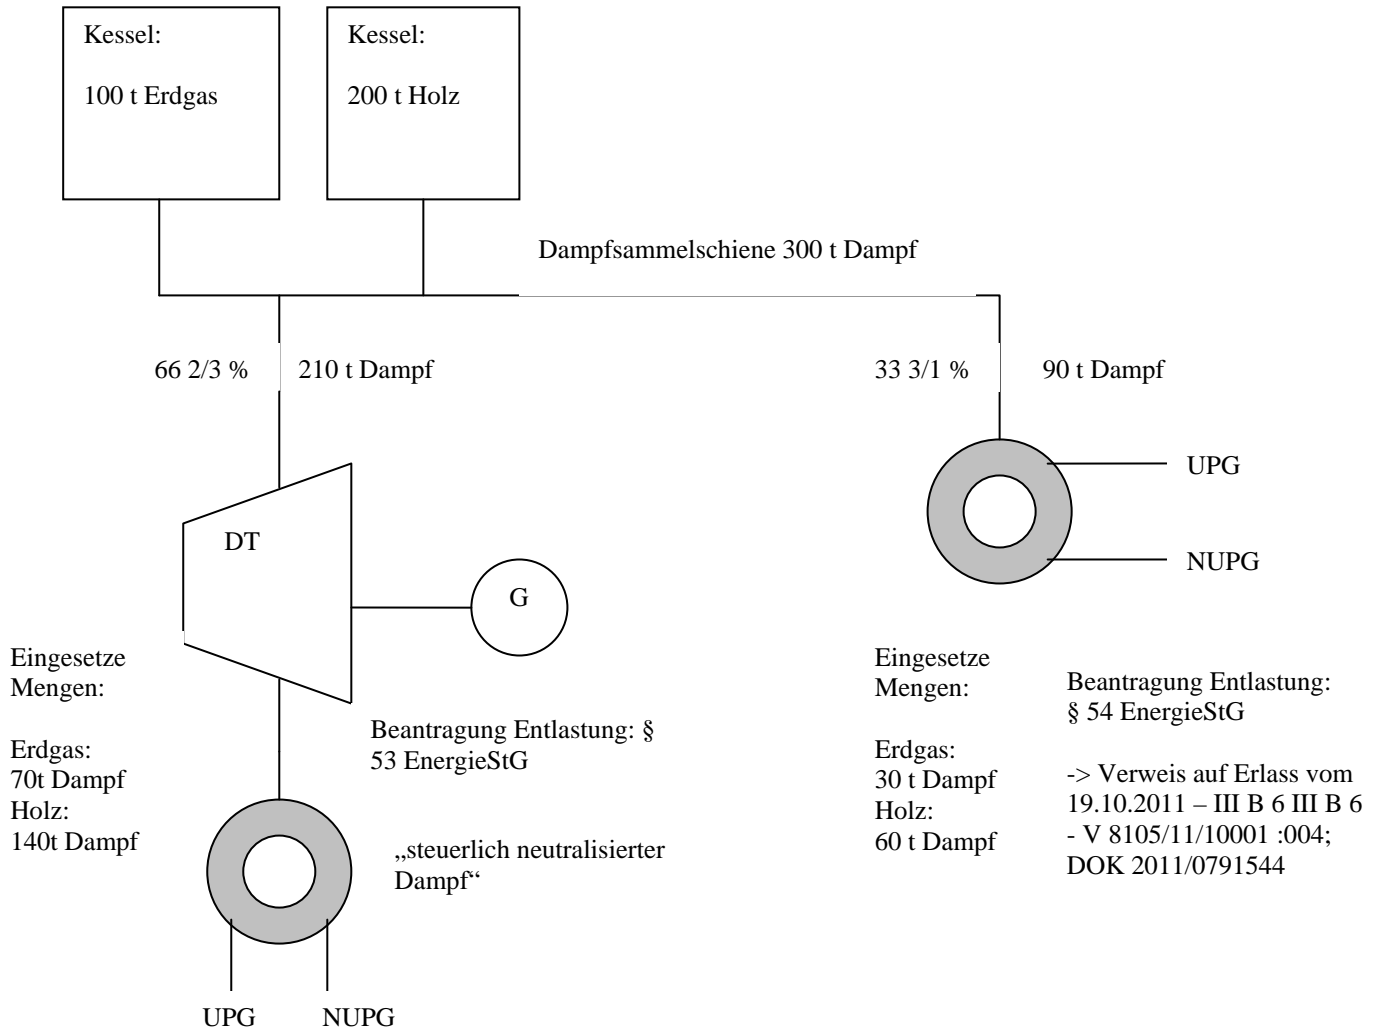 Kessel:
100 t Erdgas
Kessel:
200 t Holz
Dampfsammelschiene 300 t Dampf
66 2/3 %
210 t Dampf
33 3/1 %
90 t Dampf
DT
G
UPG
NUPG
Eingesetze
Mengen:
Erdgas:
70t Dampf
Holz:
140t Dampf
Beantragung Entlastung: §
53 EnergieStG
„steuerlich neutralisierter
Dampf“
UPG
NUPG
Eingesetze
Mengen:
Erdgas:
30 t Dampf
Holz:
60 t Dampf
Beantragung Entlastung:
§ 54 EnergieStG
-> Verweis auf Erlass vom
19.10.2011 – III B 6 III B 6
- V 8105/11/10001 :004;
DOK 2011/0791544